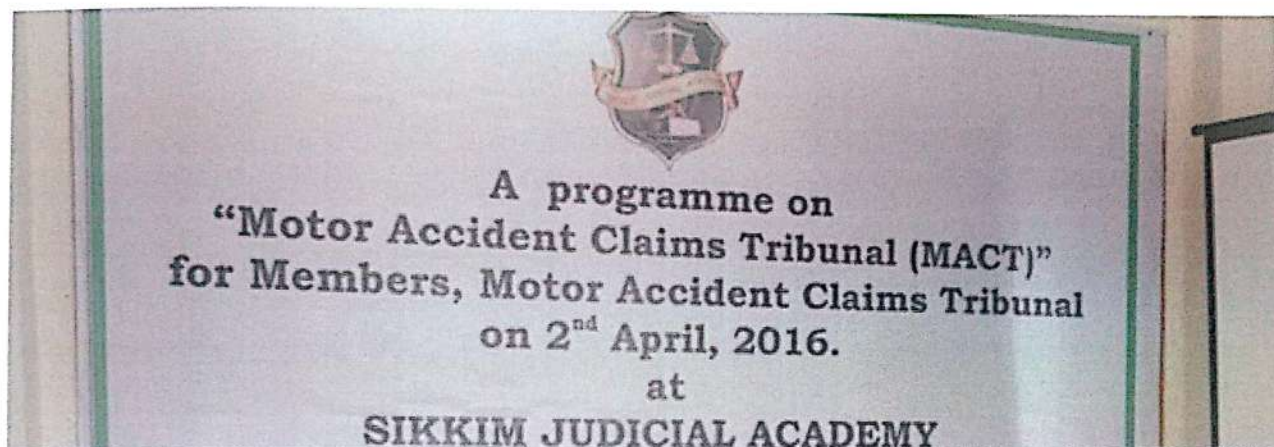 A programme on
“Motor Accident Claims Tribunal (MACT)”
for Members, Motor Accident Claims Tribunal
on 2nd April, 2016.
at
SIKKIM JUDICIAL ACADEMY